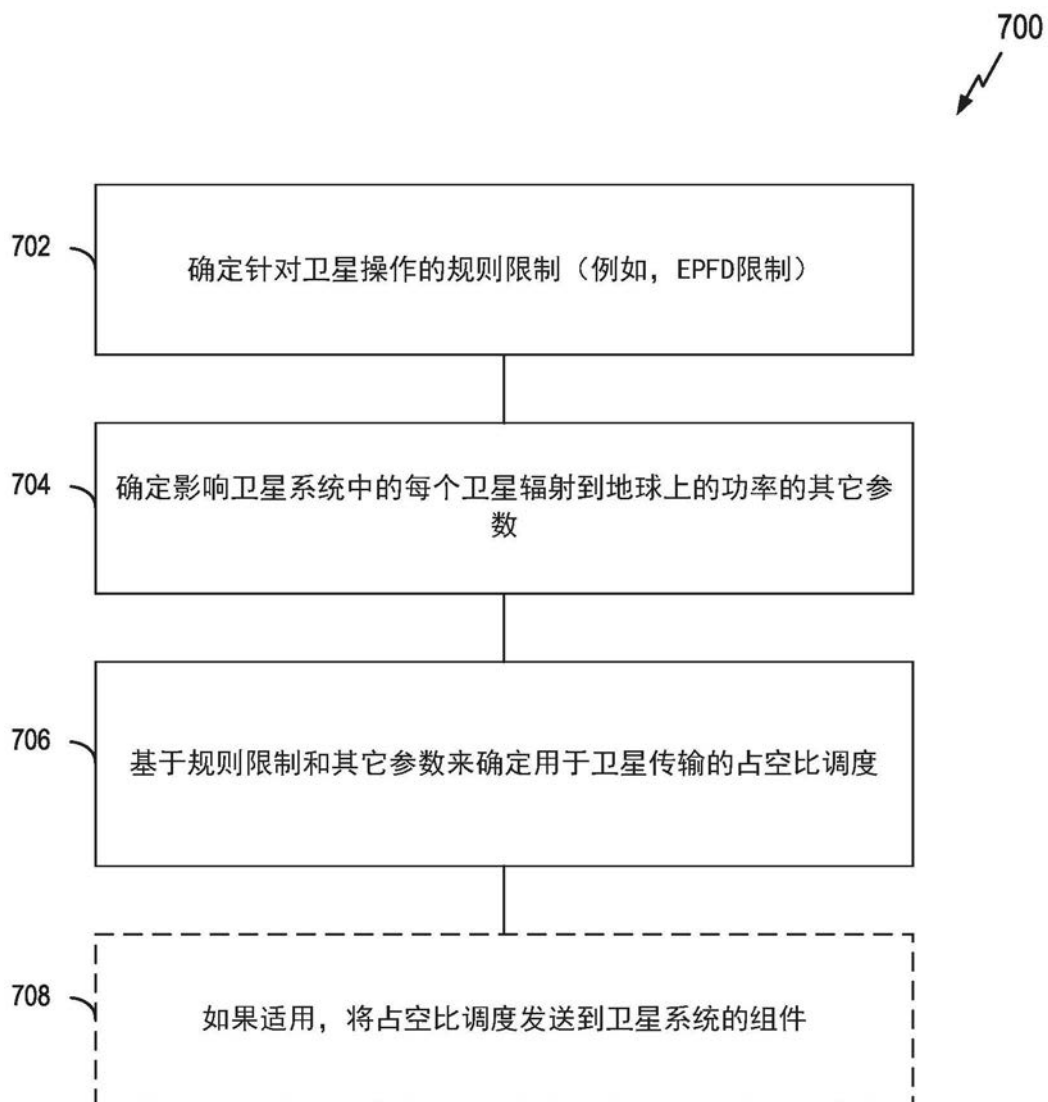 700
702
确定针对卫星操作的规则限制（例如，EPFD限制）
704
确定影响卫星系统中的每个卫星辐射到地球上的功率的其它参
数
706
基于规则限制和其它参数来确定用于卫星传输的占空比调度
708
如果适用，将占空比调度发送到卫星系统的组件